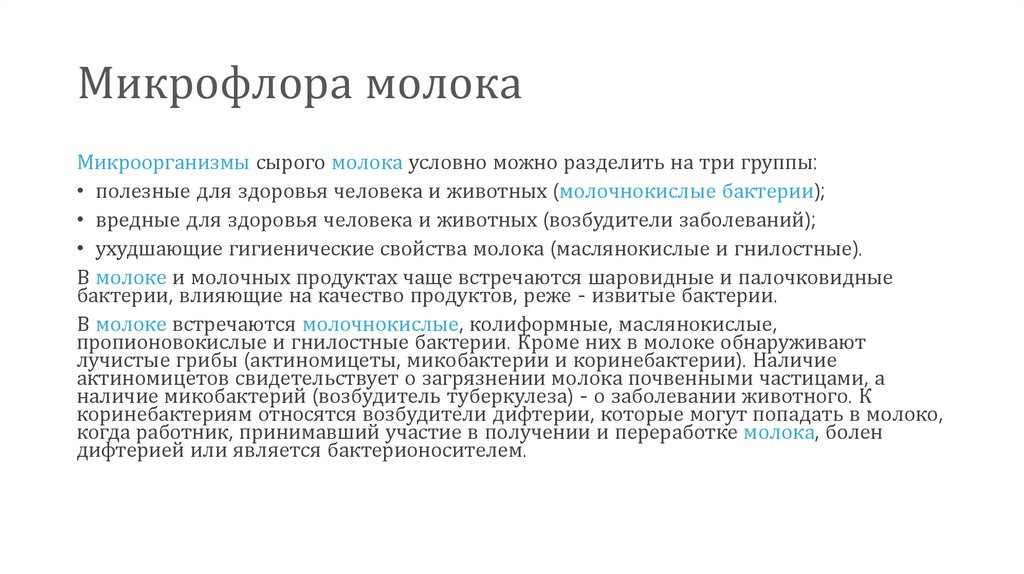 Микрофлора молока
Микроорганизмы сырого молока условно можно разделить на три группы:
• полезные для здоровья человека и животных (молочнокислые бактерии);
• вредные для здоровья человека и животных (возбудители заболеваний);
• ухудшающие гигиенические свойства молока (маслянокислые и гнилостные).
В молоке и молочных продуктах чаще встречаются шаровидные и палочковидные
бактерии, влияющие на качество продуктов, реже - извитые бактерии.
В молоке встречаются молочнокислые, колиформные, маслянокислые,
пропионовокислые и гнилостные бактерии. Кроме них в молоке обнаруживают
лучистые грибы (актиномицеты, микобактерии и коринебактерии). Наличие
актиномицетов свидетельствует о загрязнении молока почвенными частицами, а
наличие микобактерий (возбудитель туберкулеза) - о заболевании животного. К
коринебактериям относятся возбудители дифтерии, которые могут попадать в молоко,
когда работник, принимавший участие в получении и переработке молока, болен
дифтерией или является бактерионосителем.